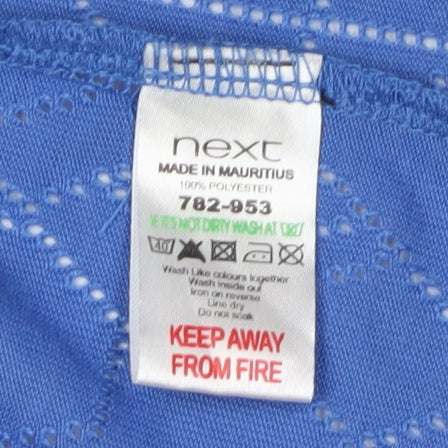 next
MADE IN MAURITIUS
100% POLYESTER
782-953
IF IT'S NOT DIRTY WASH AT 30°
40
Wash Like colours together
Wash inside out
Iron on reverse
Line dry
Do not soak
KEEP AWAY
FROM FIRE